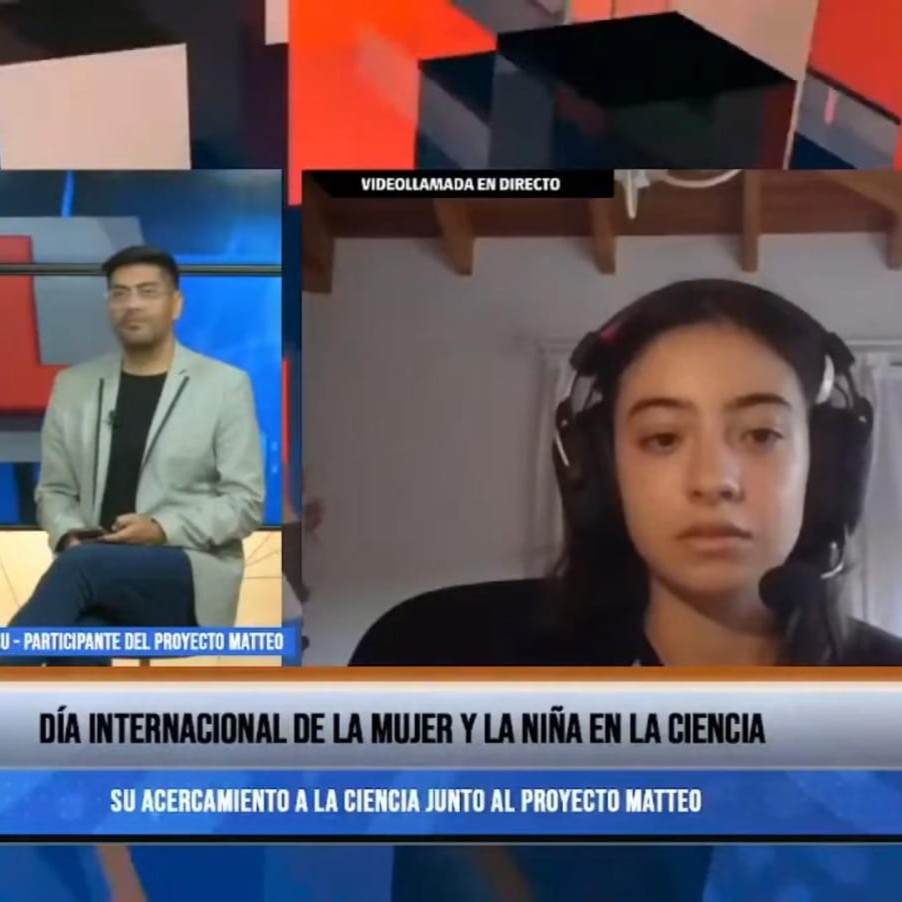 VIDEOLLAMADA EN DIRECTO
U - PARTICIPANTE DEL PROYECTO MATTEO
DÍA INTERNACIONAL DE LA MUJER Y LA NIÑA EN LA CIENCIA
SU ACERCAMIENTO A LA CIENCIA JUNTO AL PROYECTO MATTEO